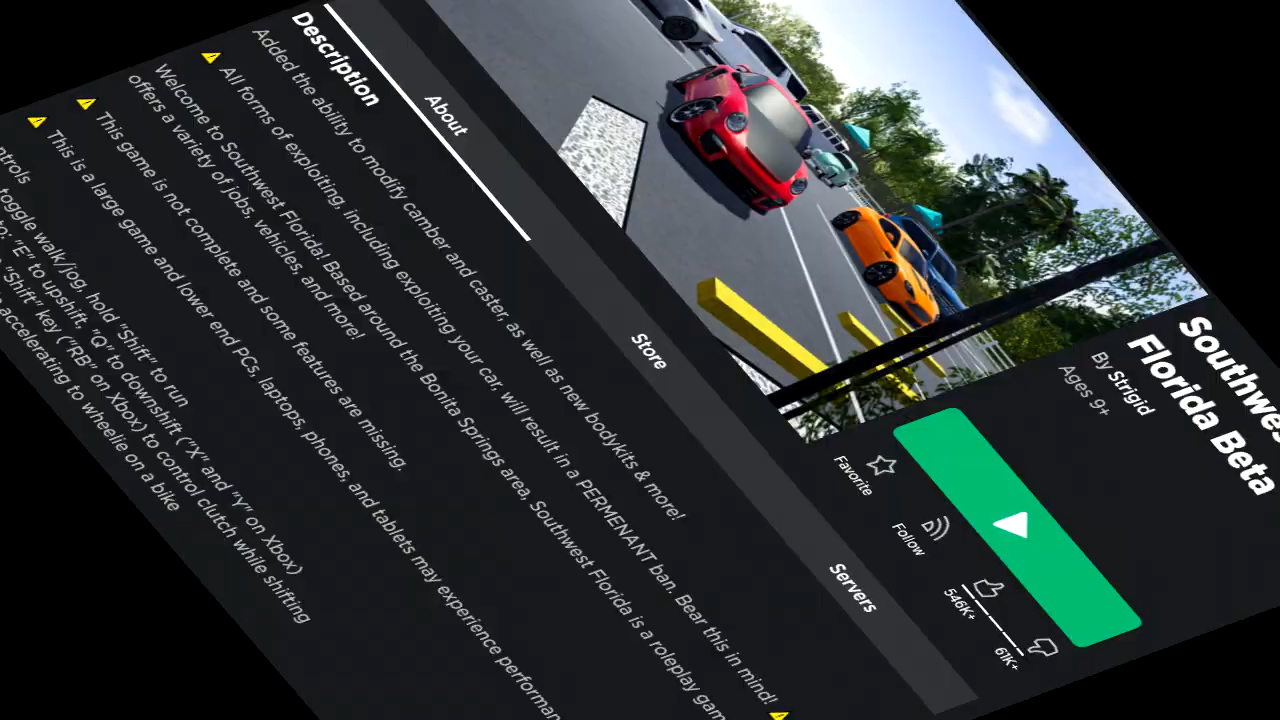 Florida Beta
By Strigid
Ages 9+
Favorite
Follow
546K+
61K+
About
Store
Servers
Description
Added the ability to modify camber and caster, as well as new bodykits & more!
⚠ All forms of exploiting, including exploiting your car, will result in a PERMENANT ban. Bear this in mind! ⚠
Welcome to Southwest Florida! Based around the Bonita Springs area, Southwest Florida is a roleplay
offers a variety of jobs, vehicles, and more!
⚠ This game is not complete and some features are missing.
⚠ This is a large game and lower end PCs, laptops, phones, and tablets may experience
toggle walk/jog, hold "Shift" to run
"E" to upshift, "Q" to downshift ("X" and "Y" on Xbox)
"Shift" key ("RB" on Xbox) to control clutch while shifting
accelerating to wheelie on a bike